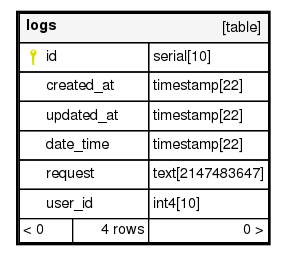 logs [table]
id serial[10]
created_at timestamp[22]
updated_at timestamp[22]
date_time timestamp[22]
request text[2147483647]
user_id int4[10]
< 0 4 rows 0 >